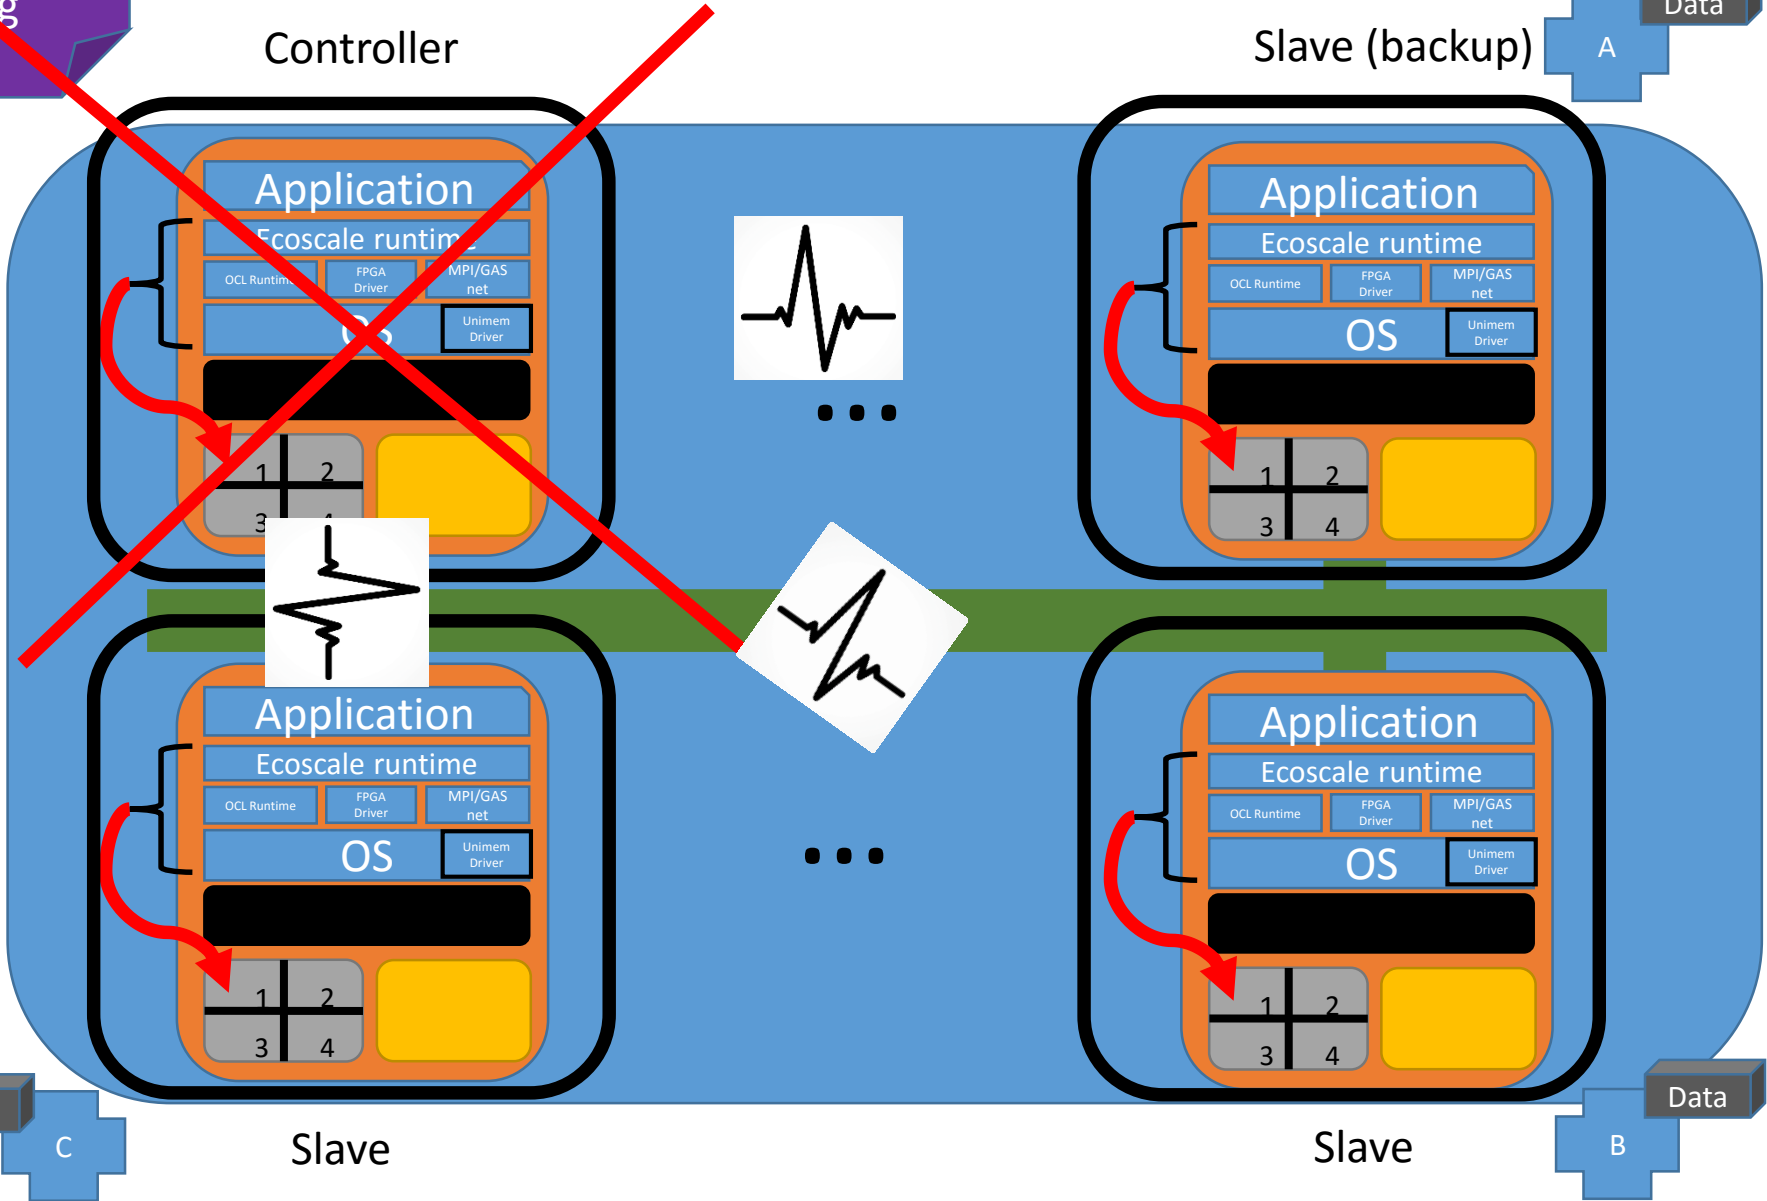 g
Data
Controller
Slave (backup)
A
Application
Ecoscale runtime
OCL Runtime
FPGA
Driver
MPI/GAS
net
OS
Unimem
Driver
1
2
3
Application
Ecoscale runtime
OCL Runtime
FPGA
Driver
MPI/GAS
net
OS
Unimem
Driver
1
2
3
4
...
Application
Ecoscale runtime
OCL Runtime
FPGA
Driver
MPI/GAS
net
OS
Unimem
Driver
1
2
3
4
...
Application
Ecoscale runtime
OCL Runtime
FPGA
Driver
MPI/GAS
net
OS
Unimem
Driver
1
2
3
4
C
Slave
Slave
B
Data